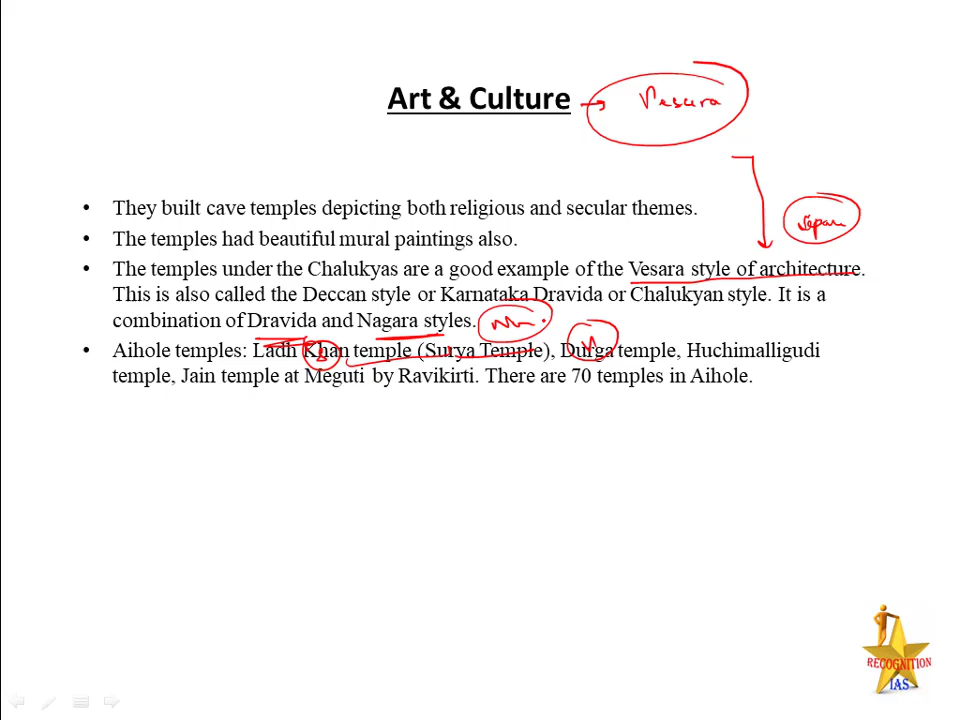 Art & Culture → Vesara
• They built cave temples depicting both religious and secular themes.
• The temples had beautiful mural paintings also.
• The temples under the Chalukyas are a good example of the Vesara style of architecture.
This is also called the Deccan style or Karnataka Dravida or Chalukyan style. It is a
combination of Dravida and Nagara styles.
• Aihole temples: Ladh Khan temple (Surya Temple), Durga temple, Huchimalligudi
temple, Jain temple at Meguti by Ravikirti. There are 70 temples in Aihole.
RECOGNITION
IAS